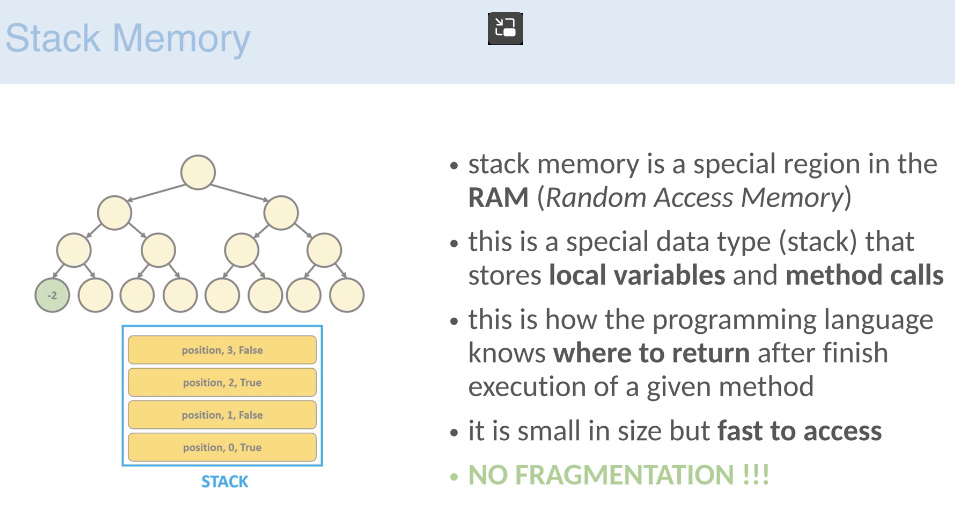 Stack Memory
-2
position, 3, False
position, 2, True
position, 1, False
position, 0, True
STACK
• stack memory is a special region in the
RAM (Random Access Memory)
• this is a special data type (stack) that
stores local variables and method calls
• this is how the programming language
knows where to return after finish
execution of a given method
• it is small in size but fast to access
• NO FRAGMENTATION !!!